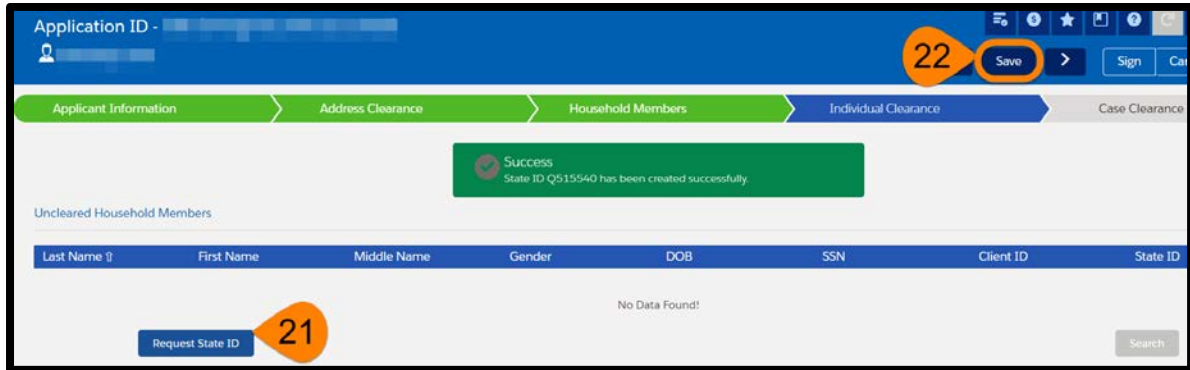 Application ID -
22
Save
Sign
Applicant Information
Address Clearance
Household Members
Individual Clearance
Case Clearance
Success
State ID Q515540 has been created successfully.
Uncleared Household Members
Last Name ⇧ First Name Middle Name Gender DOB SSN Client ID State ID
No Data Found!
Request State ID
21
Search